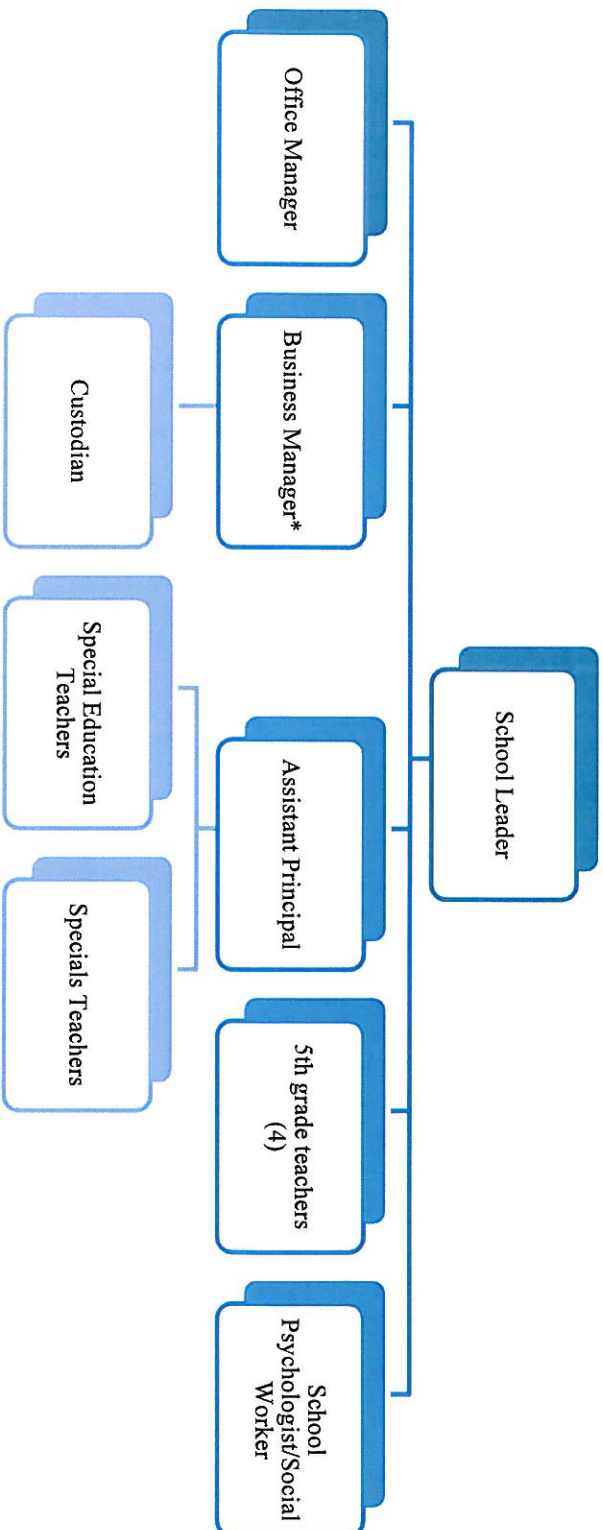 School Leader
Office Manager
Business Manager*
Assistant Principal
5th grade teachers
(4)
School
Psychologist/Social
Worker
Custodian
Special Education
Teachers
Specials Teachers